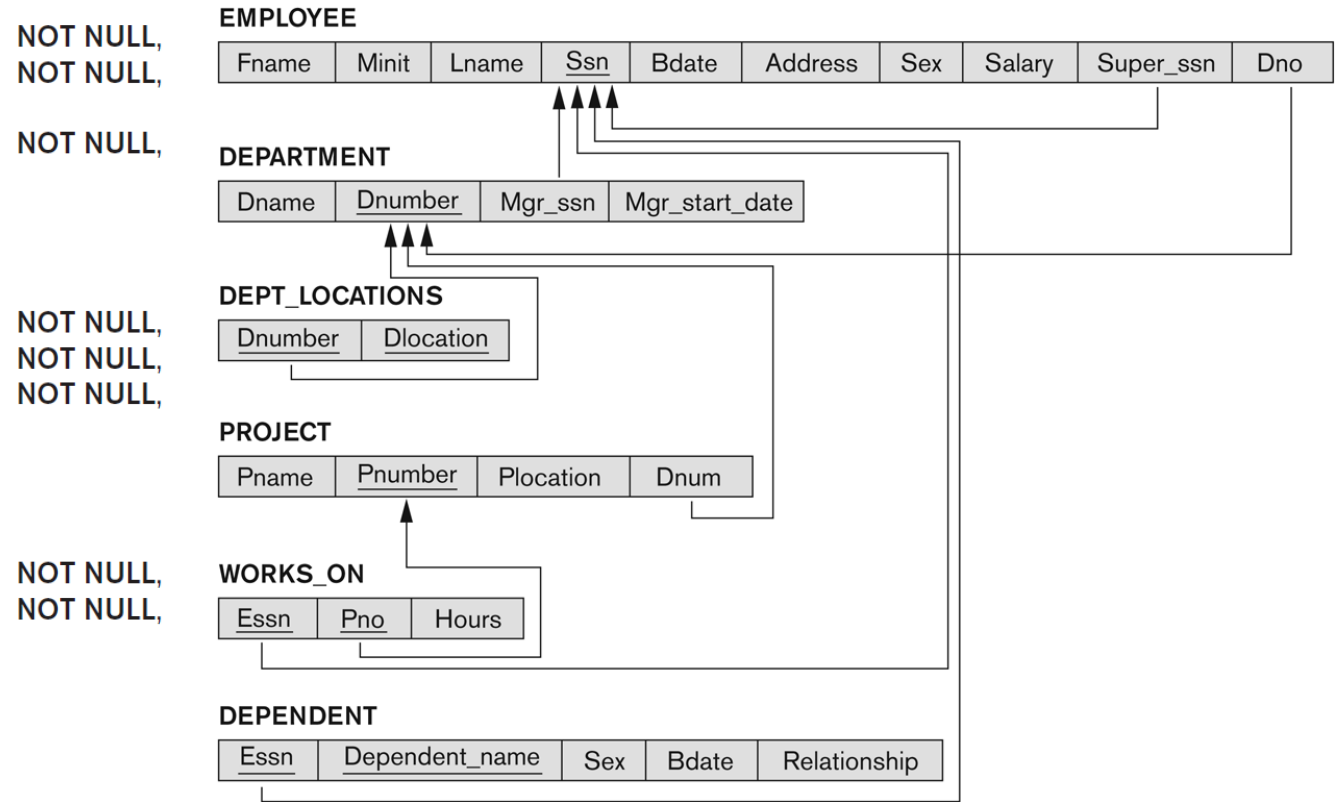 EMPLOYEE
NOT NULL,
NOT NULL,
Fname Minit Lname Ssn Bdate Address Sex Salary Super_ssn Dno
NOT NULL,
DEPARTMENT
Dname Dnumber Mgr_ssn Mgr_start_date
DEPT_LOCATIONS
NOT NULL,
Dnumber Dlocation
NOT NULL,
NOT NULL,
PROJECT
Pname Pnumber Plocation Dnum
NOT NULL,
WORKS_ON
NOT NULL,
Essn Pno Hours
DEPENDENT
Essn Dependent_name Sex Bdate Relationship